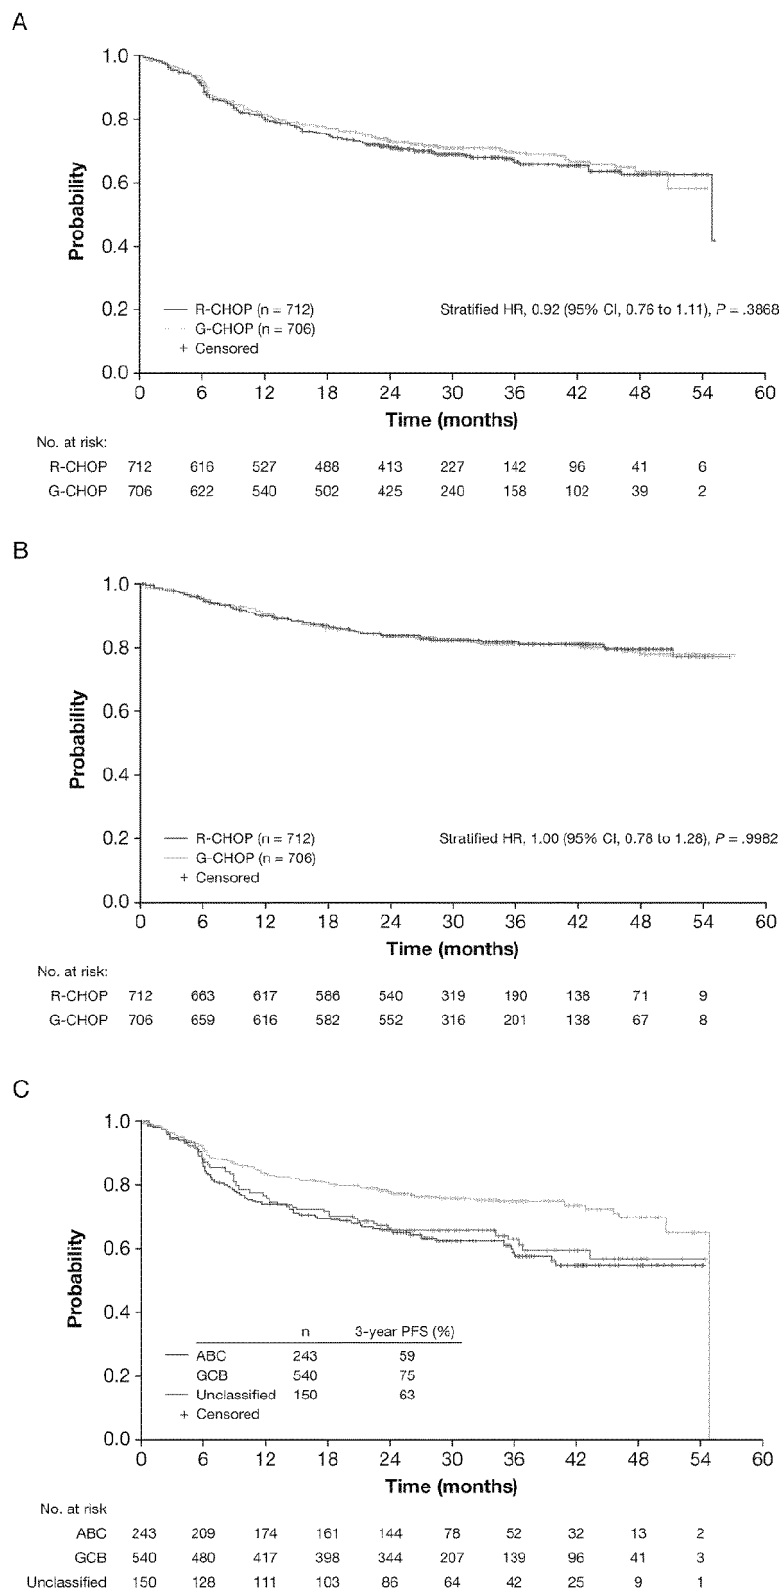 A
1.0
0.8
0.6
0.4
0.2
0.0
Probability
R-CHOP (n = 712)
G-CHOP (n = 706)
+ Censored
Stratified HR, 0.92 (95% CI, 0.76 to 1.11), P = .3868
0 6 12 18 24 30 36 42 48 54 60
Time (months)
No. at risk:
R-CHOP 712 616 527 488 413 227 142 96 41 6
G-CHOP 706 622 540 502 425 240 158 102 39 2
B
1.0
0.8
0.6
0.4
0.2
0.0
Probability
R-CHOP (n = 712)
G-CHOP (n = 706)
+ Censored
Stratified HR, 1.00 (95% CI, 0.78 to 1.28), P = .9982
0 6 12 18 24 30 36 42 48 54 60
Time (months)
No. at risk:
R-CHOP 712 663 617 586 540 319 190 138 71 9
G-CHOP 706 659 616 582 552 316 201 138 67 8
C
1.0
0.8
0.6
0.4
0.2
0.0
Probability
n 3-year PFS (%)
ABC 243 59
GCB 540 75
Unclassified 150 63
+ Censored
0 6 12 18 24 30 36 42 48 54 60
Time (months)
No. at risk
ABC 243 209 174 161 144 78 52 32 13 2
GCB 540 480 417 398 344 207 139 96 41 3
Unclassified 150 128 111 103 86 64 42 25 9 1